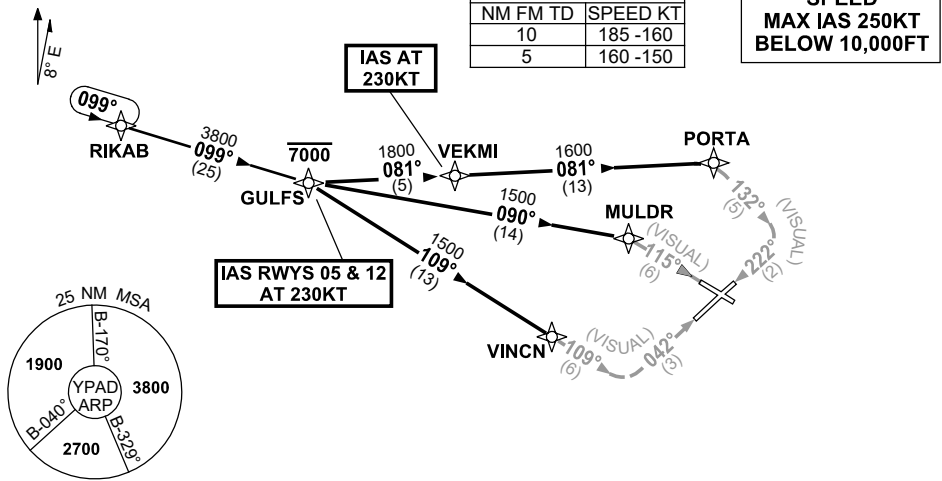 NM FM TD SPEED KT
10 185 -160
5 160 -150
SPEED
MAX IAS 250KT
BELOW 10,000FT
8° E
IAS AT
230KT
099°
RIKAB
3800
099°
(25)
7000
GULFS
1800
081°
(5)
VEKMI
1600
081°
(13)
PORTA
132°
(5)
(VISUAL)
222°
(2)
1500
090°
(14)
MULDR
(VISUAL)
115°
(6)
1500
109°
(13)
IAS RWYS 05 & 12
AT 230KT
VINCN
109°
(6)
(VISUAL)
042°
(3)
25 NM MSA
B-170°
1900
3800
YPAD
ARP
B-040°
B-329°
2700